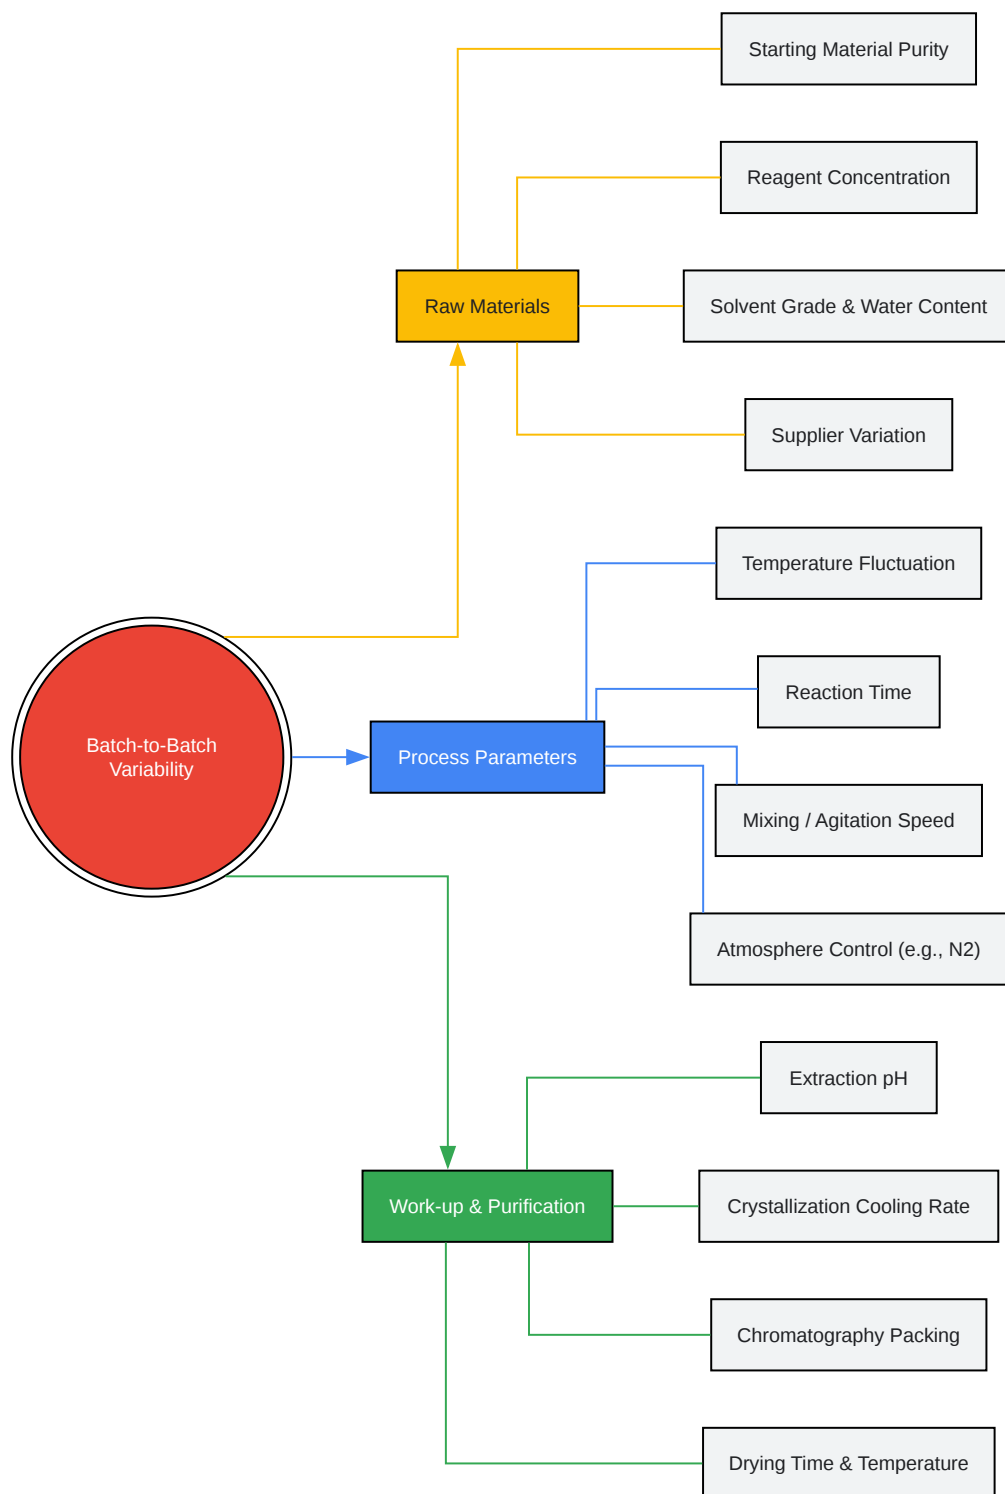 Starting Material Purity
Reagent Concentration
Raw Materials
Solvent Grade & Water Content
Supplier Variation
Temperature Fluctuation
Reaction Time
Batch-to-Batch
Variability
Process Parameters
Mixing / Agitation Speed
Atmosphere Control (e.g., N2)
Extraction pH
Work-up & Purification
Crystallization Cooling Rate
Chromatography Packing
Drying Time & Temperature